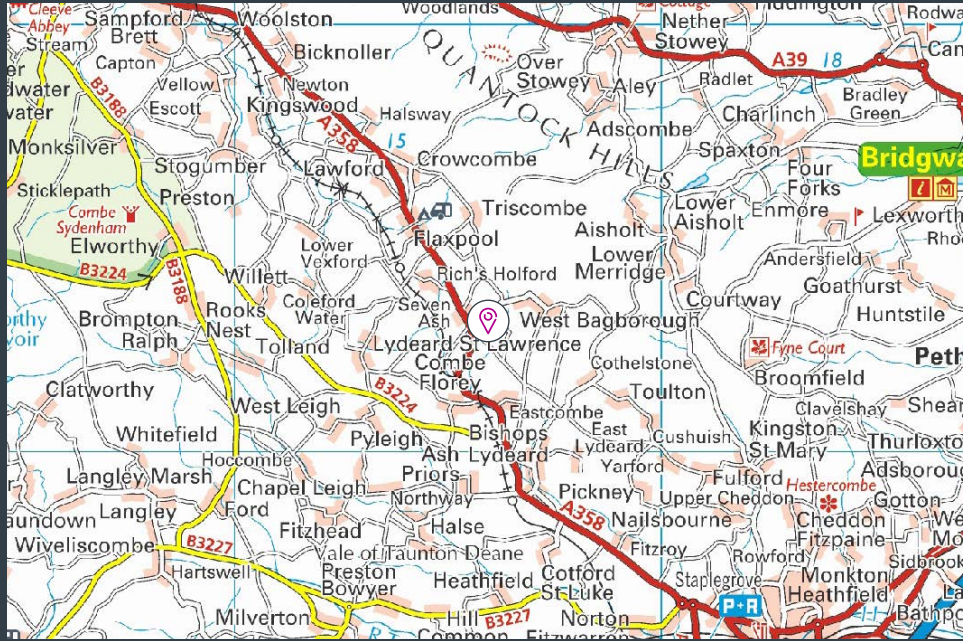 Cleeve
Abbey
Sampford
Brett
Woolston
Woodlands
Cottage
Nether
Stowey
Stream
Bicknoller
QUANTOCK HILLS
Over
Stowey
Aley
A39
18
Radlet
Capton
Vellow
Newton
Bradley
Green
B3188
Escott
Kingswood
Halsway
Charlinch
A358
15
Adscombe
Monksilver
Stogumber
Lawford
Crowcombe
Spaxton
Four
Forks
Sticklepath
Preston
Combe
Sydenham
Triscombe
Lower
Aisholt
Enmore
Lexworth
Elworthy
Flaxpool
Aisholt
Lower
Vexford
Lower
Merridge
Andersfield
B3224
B3188
Willett
Rich's Holford
Goathurst
Coleford
Water
Seven
Ash
Courtway
Rooks
Nest
Huntstile
Brompton
Ralph
West Bagborough
Tolland
Lydeard St Lawrence
Fyne Court
Combe
Florey
Cothelstone
Broomfield
Clatworthy
B3224
Toulton
West Leigh
Eastcombe
Clavelshay
Whitefield
Pyleigh
Bishops
Lydeard
East
Lydeard
Cushuish
Kingston
St Mary
Hoccombe
Ash
Priors
Yarford
Langley Marsh
Chapel Leigh
Northway
Pickney
Fulford
Hestercombe
Langley
Ford
Upper Cheddon
Gotton
Fitzhead
Halse
A358
Nailsbourne
Cheddon
Fitzpaine
Wiveliscombe
B3227
Vale of Taunton Deane
Fitzroy
Rowford
Hartswell
Preston
Bowyer
Heathfield
Cotford
St Luke
Staplegrove
Monkton
Heathfield
P+R
Milverton
Hill
Common
B3227
Norton
Fitzwarren